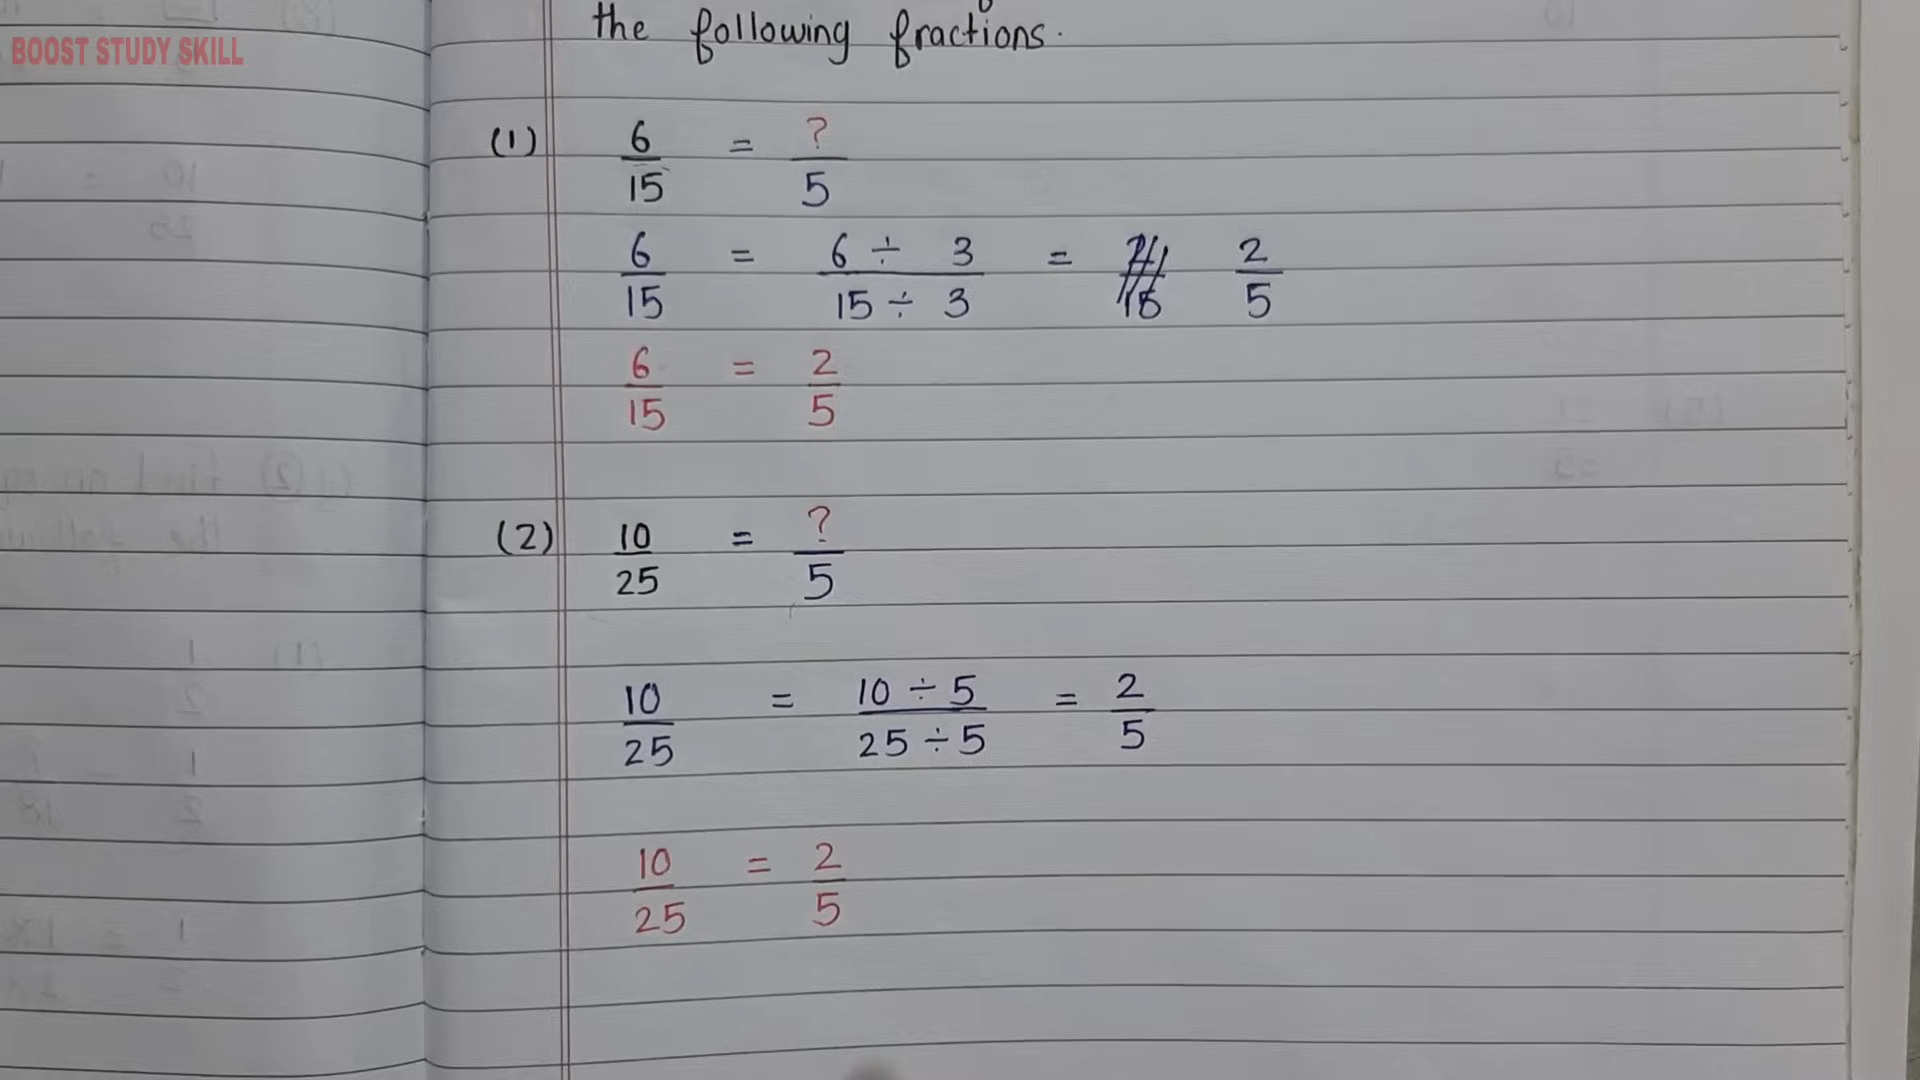 BOOST STUDY SKILL
the following fractions.
(1) 6/15 = ?/5
6/15 = 6 ÷ 3/15 ÷ 3 = 2/5
6/15 = 2/5
(2) 10/25 = ?/5
10/25 = 10 ÷ 5/25 ÷ 5 = 2/5
10/25 = 2/5